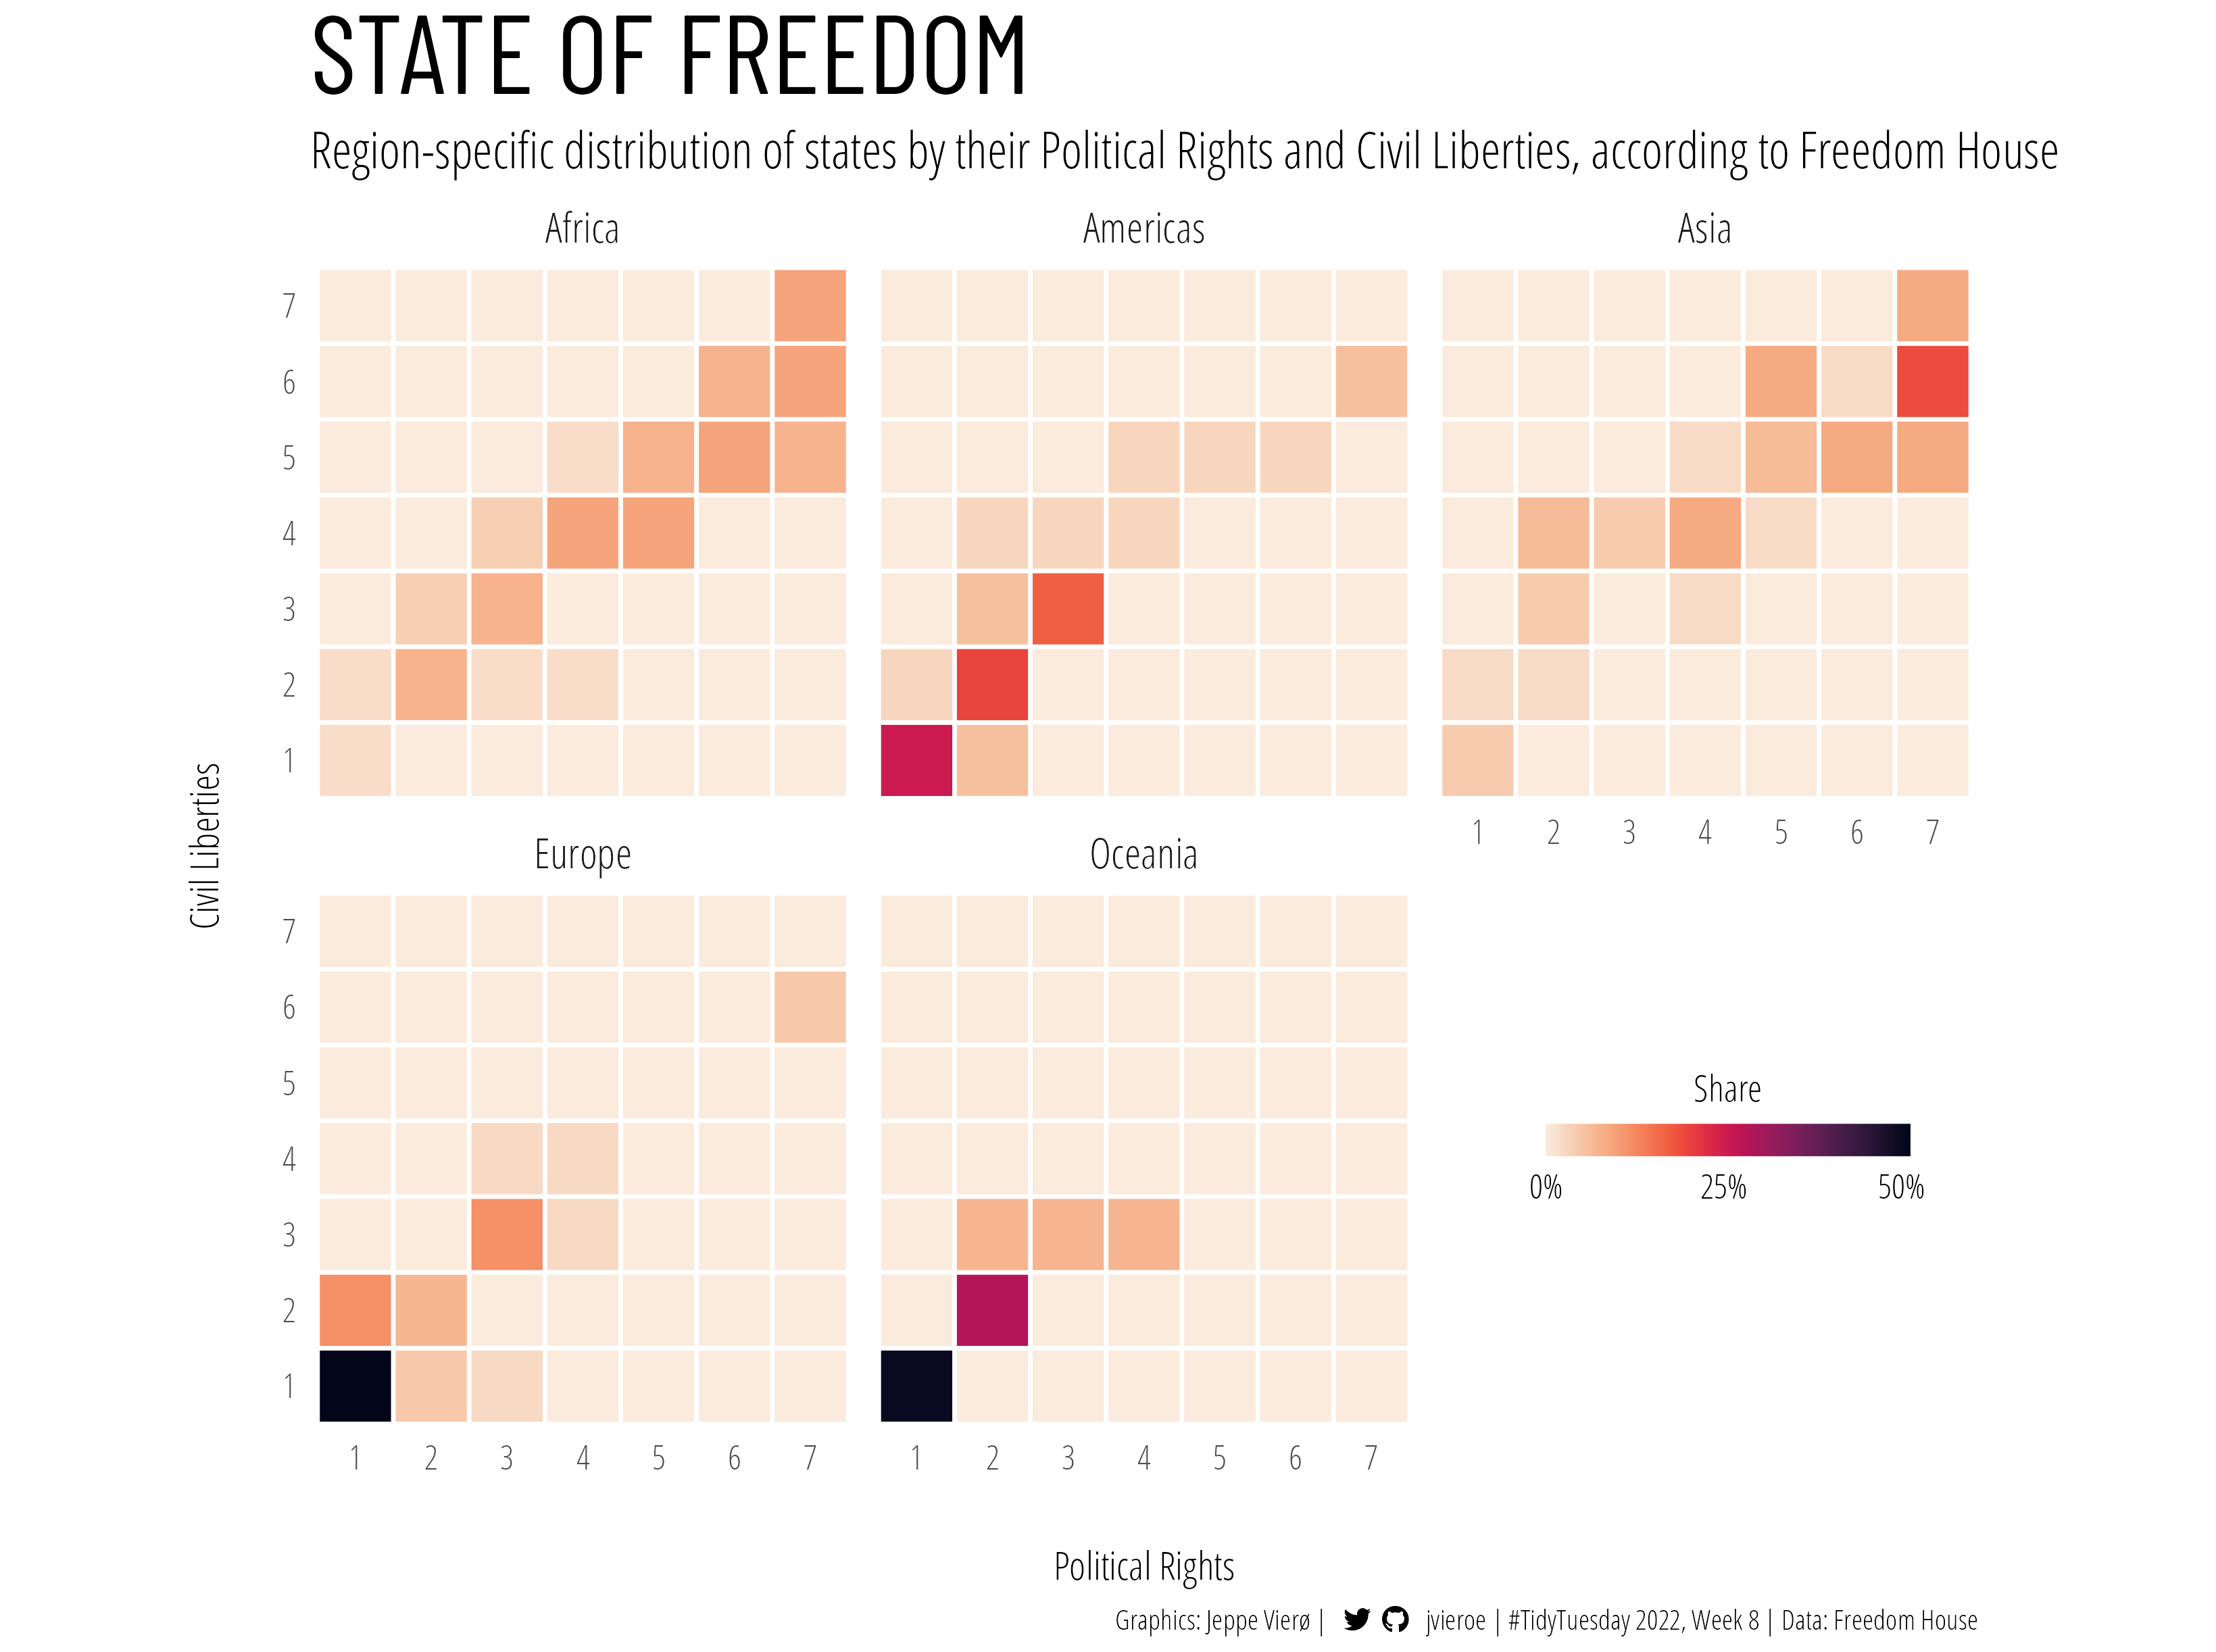 STATE OF FREEDOM
Region-specific distribution of states by their Political Rights and Civil Liberties, according to Freedom House
Africa
Americas
Asia
7
6
5
4
3
2
1
1 2 3 4 5 6 7
Civil Liberties
Europe
Oceania
7
6
5
4
3
2
1
1 2 3 4 5 6 7
1 2 3 4 5 6 7
Share
0% 25% 50%
Political Rights
Graphics: Jeppe Vierø | jvieroe | #TidyTuesday 2022, Week 8 | Data: Freedom House